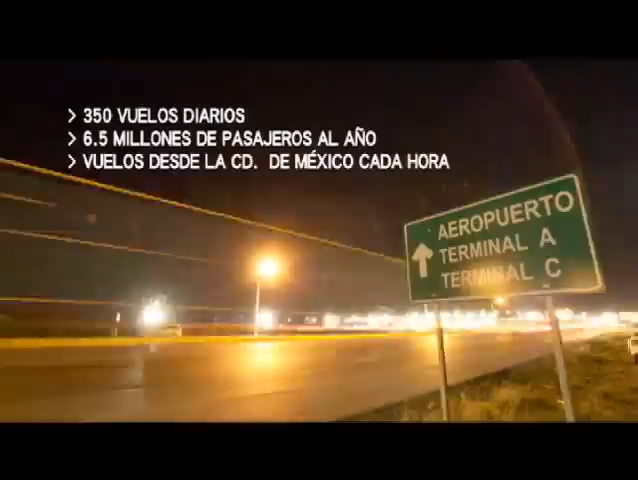 > 350 VUELOS DIARIOS
> 6.5 MILLONES DE PASAJEROS AL AÑO
> VUELOS DESDE LA CD. DE MÉXICO CADA HORA
AEROPUERTO
TERMINAL A
TERMINAL C